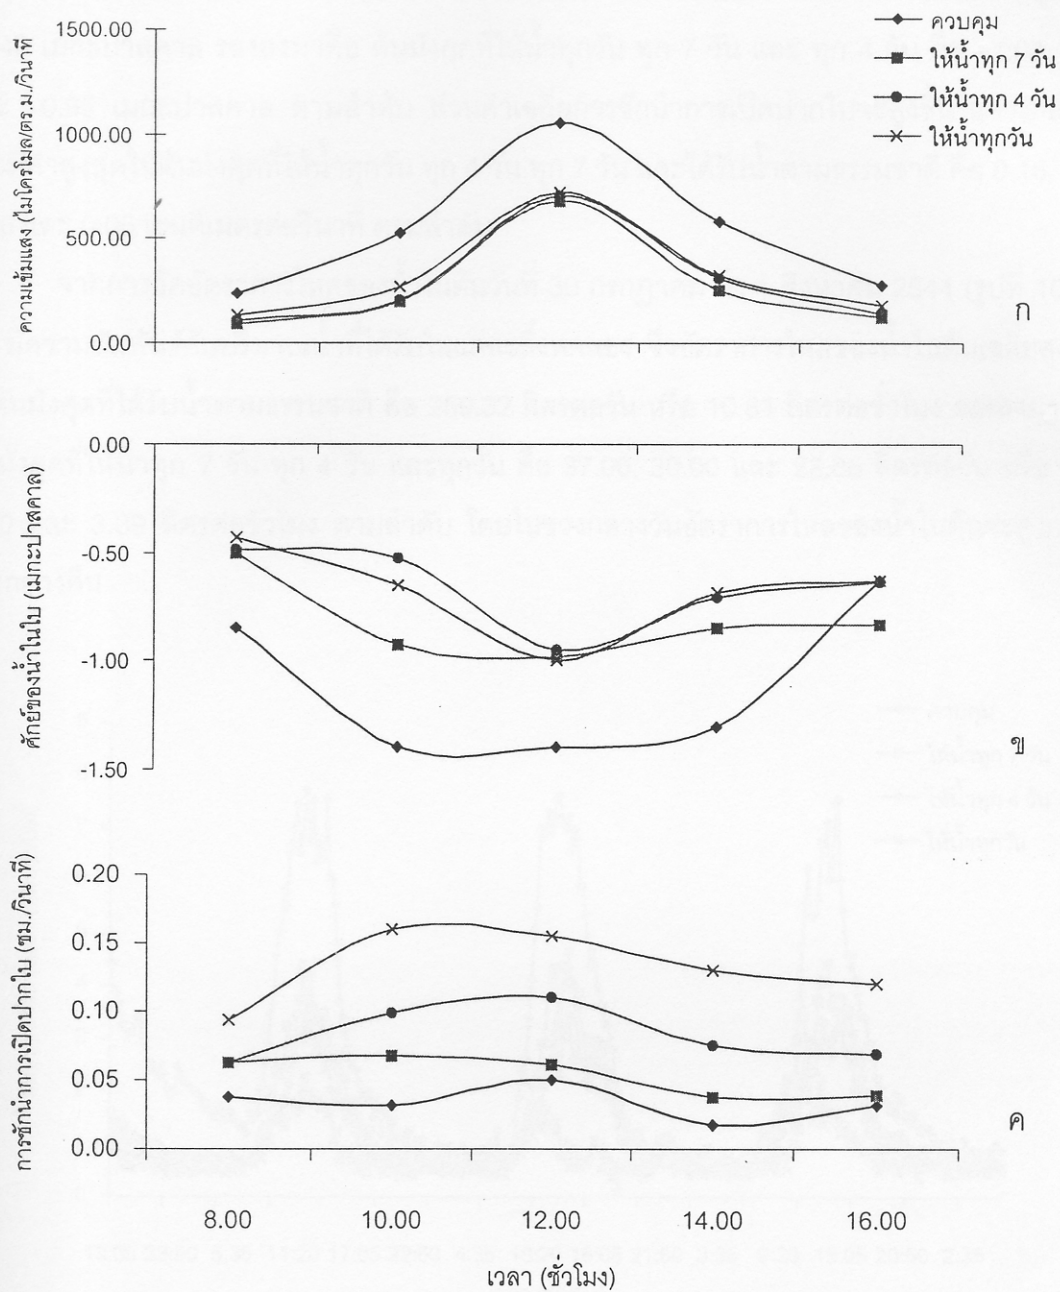 ควบคุม
ให้น้ำทุก 7 วัน
ให้น้ำทุก 4 วัน
ให้น้ำทุกวัน
ความเข้มแสง (ไมโครโมล/ตร.ม./วินาที
1500.00
1000.00
500.00
0.00
ก
ศักย์ของน้ำในใบ (เมกะปาสคาล)
0.00
-0.50
-1.00
-1.50
ข
การชักนำการเปิดปากใบ (ซม./วินาที)
0.20
0.15
0.10
0.05
0.00
ค
8.00 10.00 12.00 14.00 16.00
เวลา (ชั่วโมง)